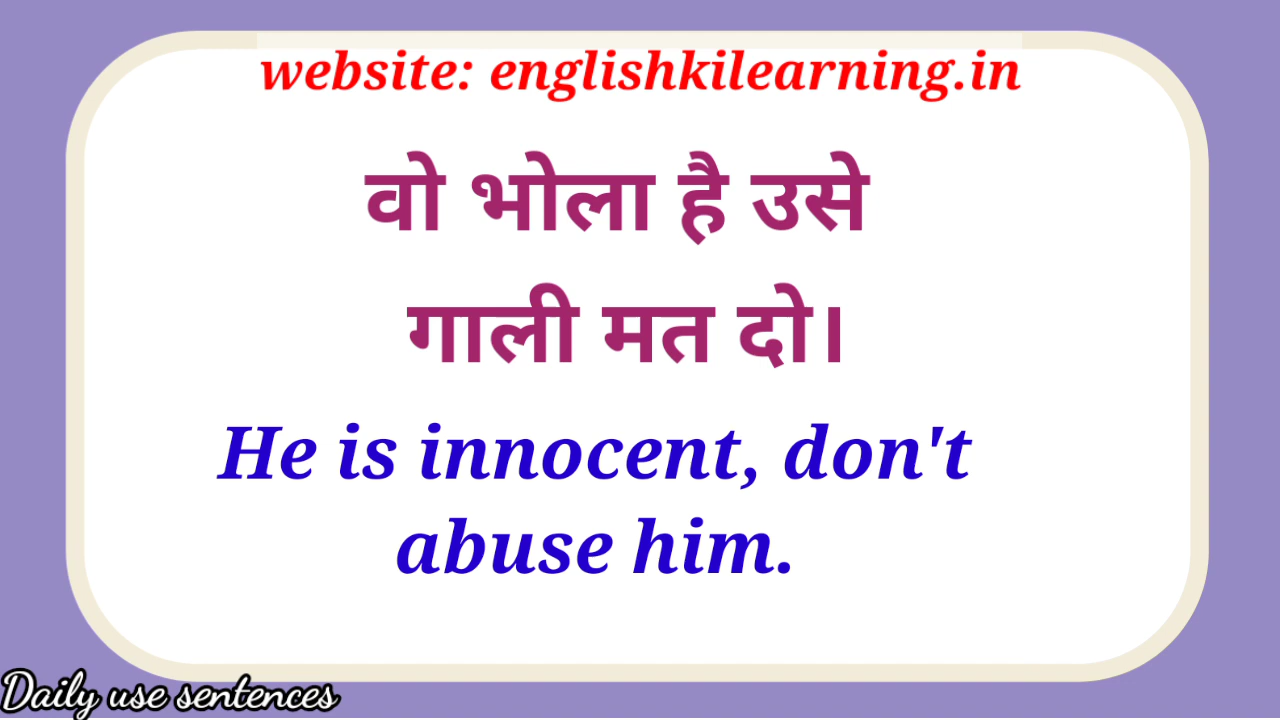 website: englishkilearning.in
वो भोला है उसे
गाली मत दो।
He is innocent, don't
abuse him.
Daily use sentences